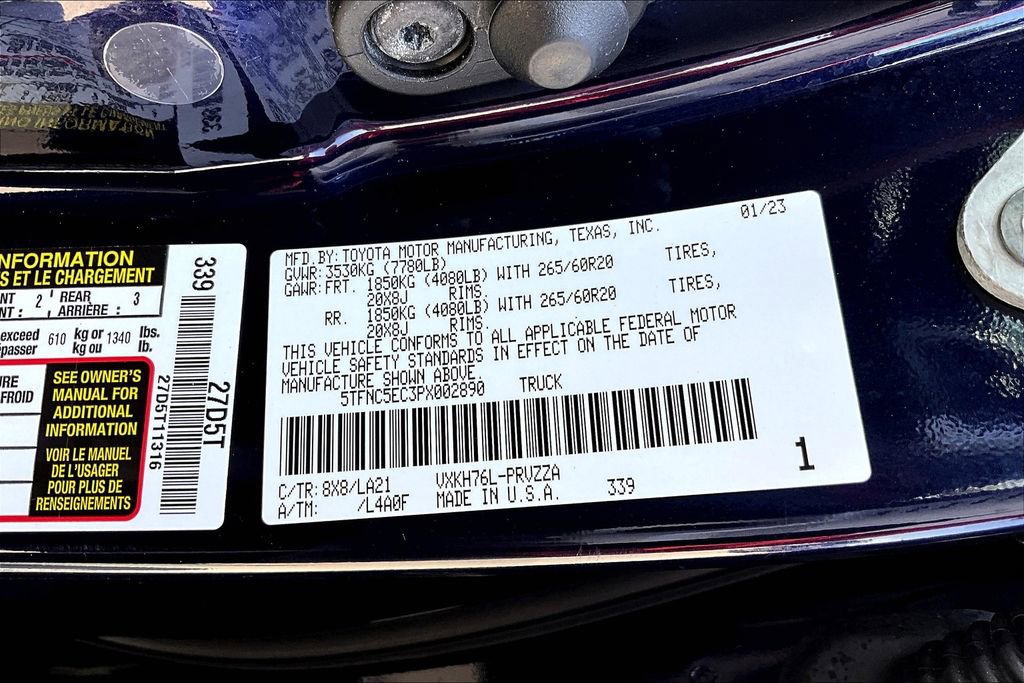 NFORMATION
S ET LE CHARGEMENT
NT 2 REAR 3
NT : ARRIÈRE :
exceed 610 kg or 1340 lbs.
passer kg ou lb.
URE
FROID
SEE OWNER'S
MANUAL FOR
ADDITIONAL
INFORMATION
VOIR LE MANUEL
DE L'USAGER
POUR PLUS DE
RENSEIGNEMENTS
339
27D5T11316
27D5T
01/23
MFD.BY:TOYOTA MOTOR MANUFACTURING, TEXAS, INC.
GVWR:3530KG (7780LB)
GAWR:FRT. 1850KG (4080LB) WITH 265/60R20 TIRES,
20X8J RIMS.
RR. 1850KG (4080LB) WITH 265/60R20 TIRES,
20X8J RIMS.
THIS VEHICLE CONFORMS TO ALL APPLICABLE FEDERAL MOTOR
VEHICLE SAFETY STANDARDS IN EFFECT ON THE DATE OF
MANUFACTURE SHOWN ABOVE.
5TFNC5EC3PX002890 TRUCK
1
C/TR:8X8/LA21 VXKH76L-PRVZZA
A/TM: /L4A0F MADE IN U.S.A. 339